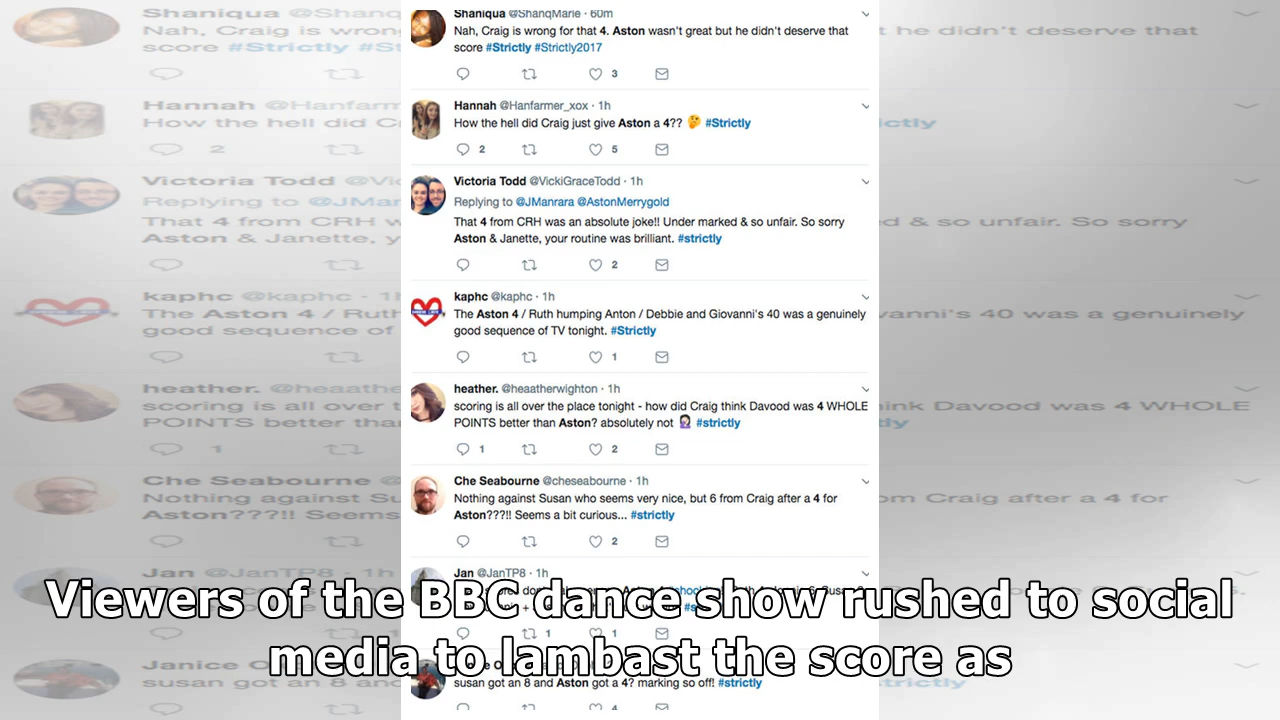 Shaniqua @ShanqMarie · 60m
Nah, Craig is wrong for that 4. Aston wasn't great but he didn't deserve that
score #Strictly #Strictly2017
3
Hannah @Hanfarmer_xox · 1h
How the hell did Craig just give Aston a 4?? 🤔 #Strictly
2 5
Victoria Todd @VickiGraceTodd · 1h
Replying to @JManrara @AstonMerrygold
That 4 from CRH was an absolute joke!! Under marked & so unfair. So sorry
Aston & Janette, your routine was brilliant. #strictly
2
kaphc @kaphc · 1h
The Aston 4 / Ruth humping Anton / Debbie and Giovanni's 40 was a genuinely
good sequence of TV tonight. #Strictly
1
heather. @heaatherwighton · 1h
scoring is all over the place tonight - how did Craig think Davood was 4 WHOLE
POINTS better than Aston? absolutely not 🤦🏻‍♀️ #strictly
1 2
Che Seabourne @cheseabourne · 1h
Nothing against Susan who seems very nice, but 6 from Craig after a 4 for
Aston???!! Seems a bit curious... #strictly
2
Jan @JanTP8 · 1h
1 1
susan got an 8 and Aston got a 4? marking so off! #strictly
4
Viewers of the BBC dance show rushed to social
media to lambast the score as